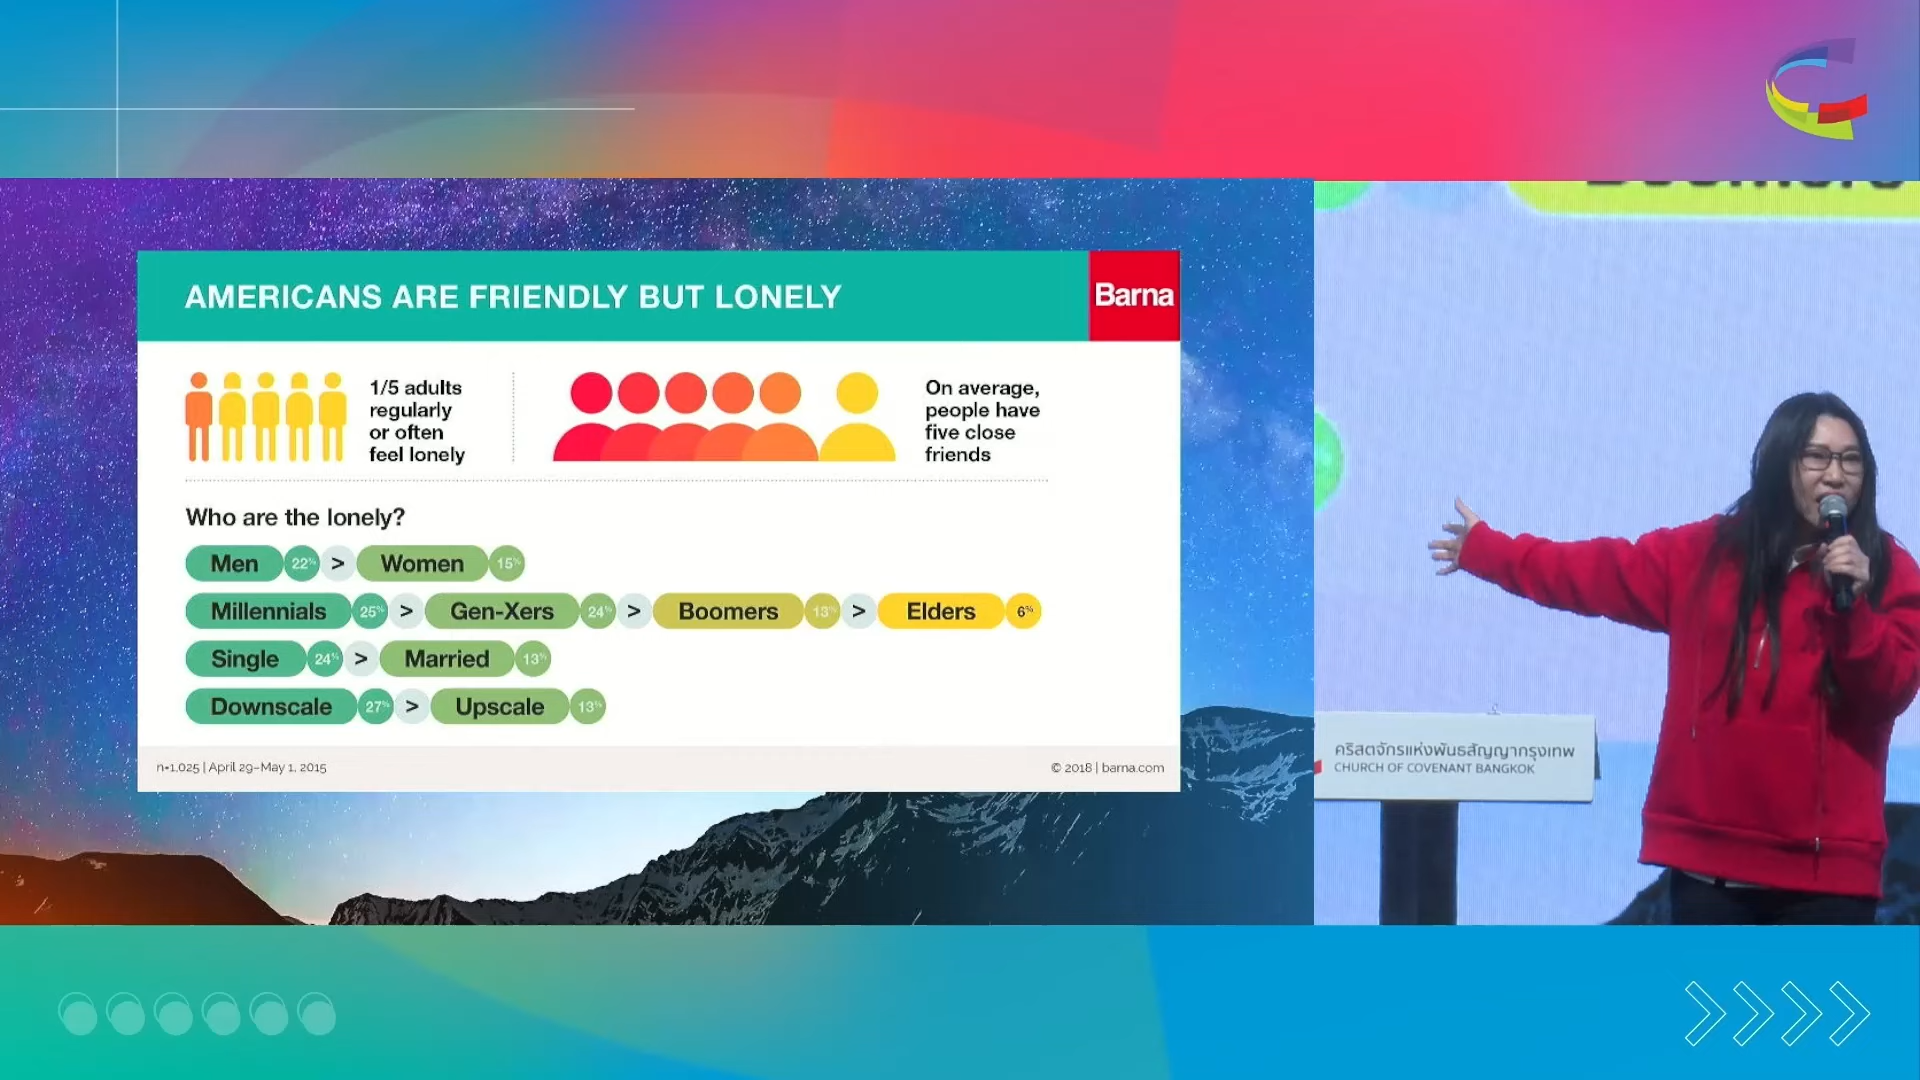 AMERICANS ARE FRIENDLY BUT LONELY
Barna
1/5 adults
regularly
or often
feel lonely
On average,
people have
five close
friends
Who are the lonely?
Men 22% > Women 15%
Millennials 25% > Gen-Xers 24% > Boomers 13% > Elders 6%
Single 24% > Married 13%
Downscale 27% > Upscale 13%
n=1,025 | April 29–May 1, 2015
© 2018 | barna.com
คริสตจักรแห่งพันธสัญญากรุงเทพ
CHURCH OF COVENANT BANGKOK